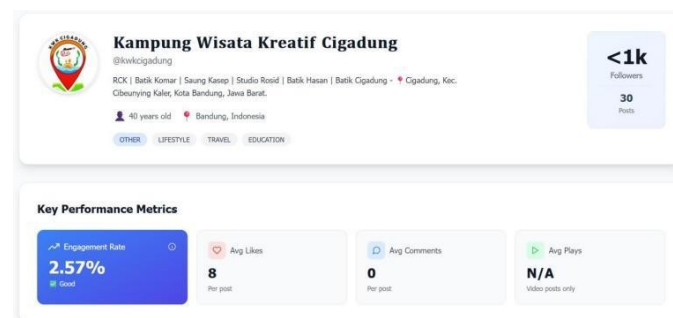 KWK CIGADUNG
Kampung Wisata Kreatif Cigadung
@kwkcigadung
RCK | Batik Komar | Saung Kasep | Studio Rosid | Batik Hasan | Batik Cigadung - 📍 Cigadung, Kec.
Cibeunying Kaler, Kota Bandung, Jawa Barat.
40 years old Bandung, Indonesia
OTHER LIFESTYLE TRAVEL EDUCATION
<1k
Followers
30
Posts
Key Performance Metrics
Engagement Rate
2.57%
Good
Avg Likes
8
Per post
Avg Comments
0
Per post
Avg Plays
N/A
Video posts only